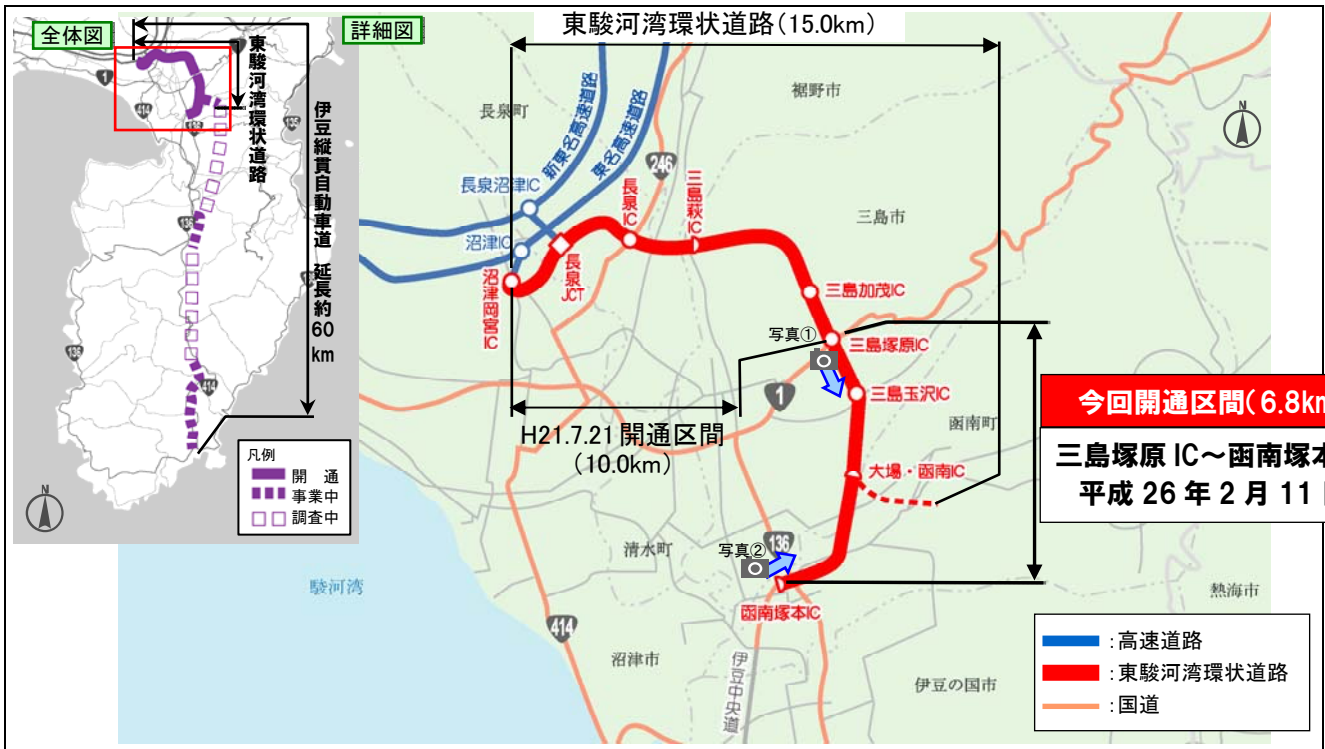 全体図
東駿河湾環状道路
伊豆縦貫自動車道 延長約60km
1
414
136
135
136
136
414
N
凡例
開 通
事業中
調査中
詳細図
東駿河湾環状道路(15.0km)
裾野市
長泉町
新東名高速道路
東名高速道路
246
N
長泉沼津IC
長泉IC
三島萩IC
三島市
沼津IC
長泉JCT
沼津岡宮IC
三島加茂IC
写真①
三島塚原IC
1
三島玉沢IC
今回開通区間(6.8km
H21.7.21開通区間
(10.0km)
函南町
三島塚原IC～函南塚本
平成26年2月11
大場・函南IC
136
清水町
写真②
駿河湾
熱海市
函南塚本IC
414
沼津市
伊豆中央道
伊豆の国市
:高速道路
:東駿河湾環状道路
:国道